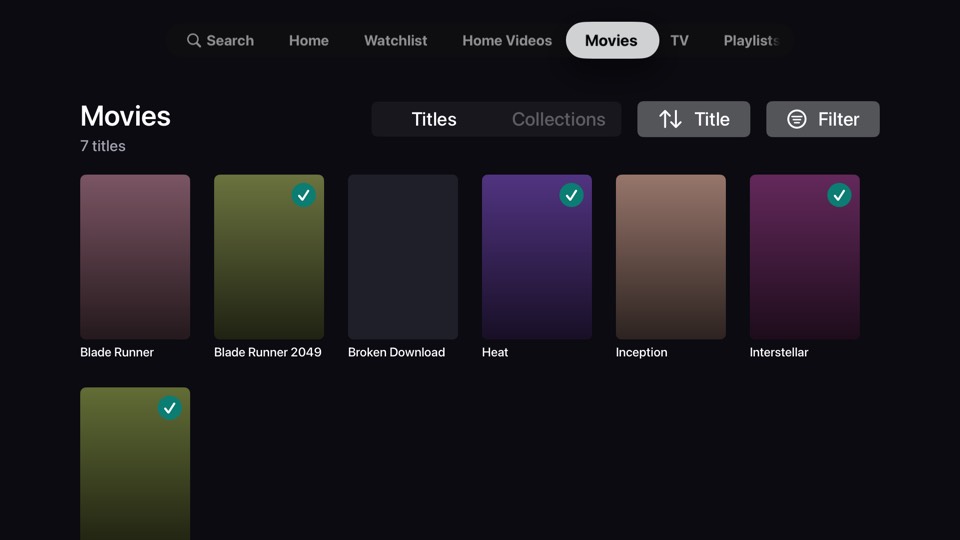 Search Home Watchlist Home Videos Movies TV Playlists
Movies
Titles Collections Title Filter
7 titles
Blade Runner Blade Runner 2049 Broken Download Heat Inception Interstellar